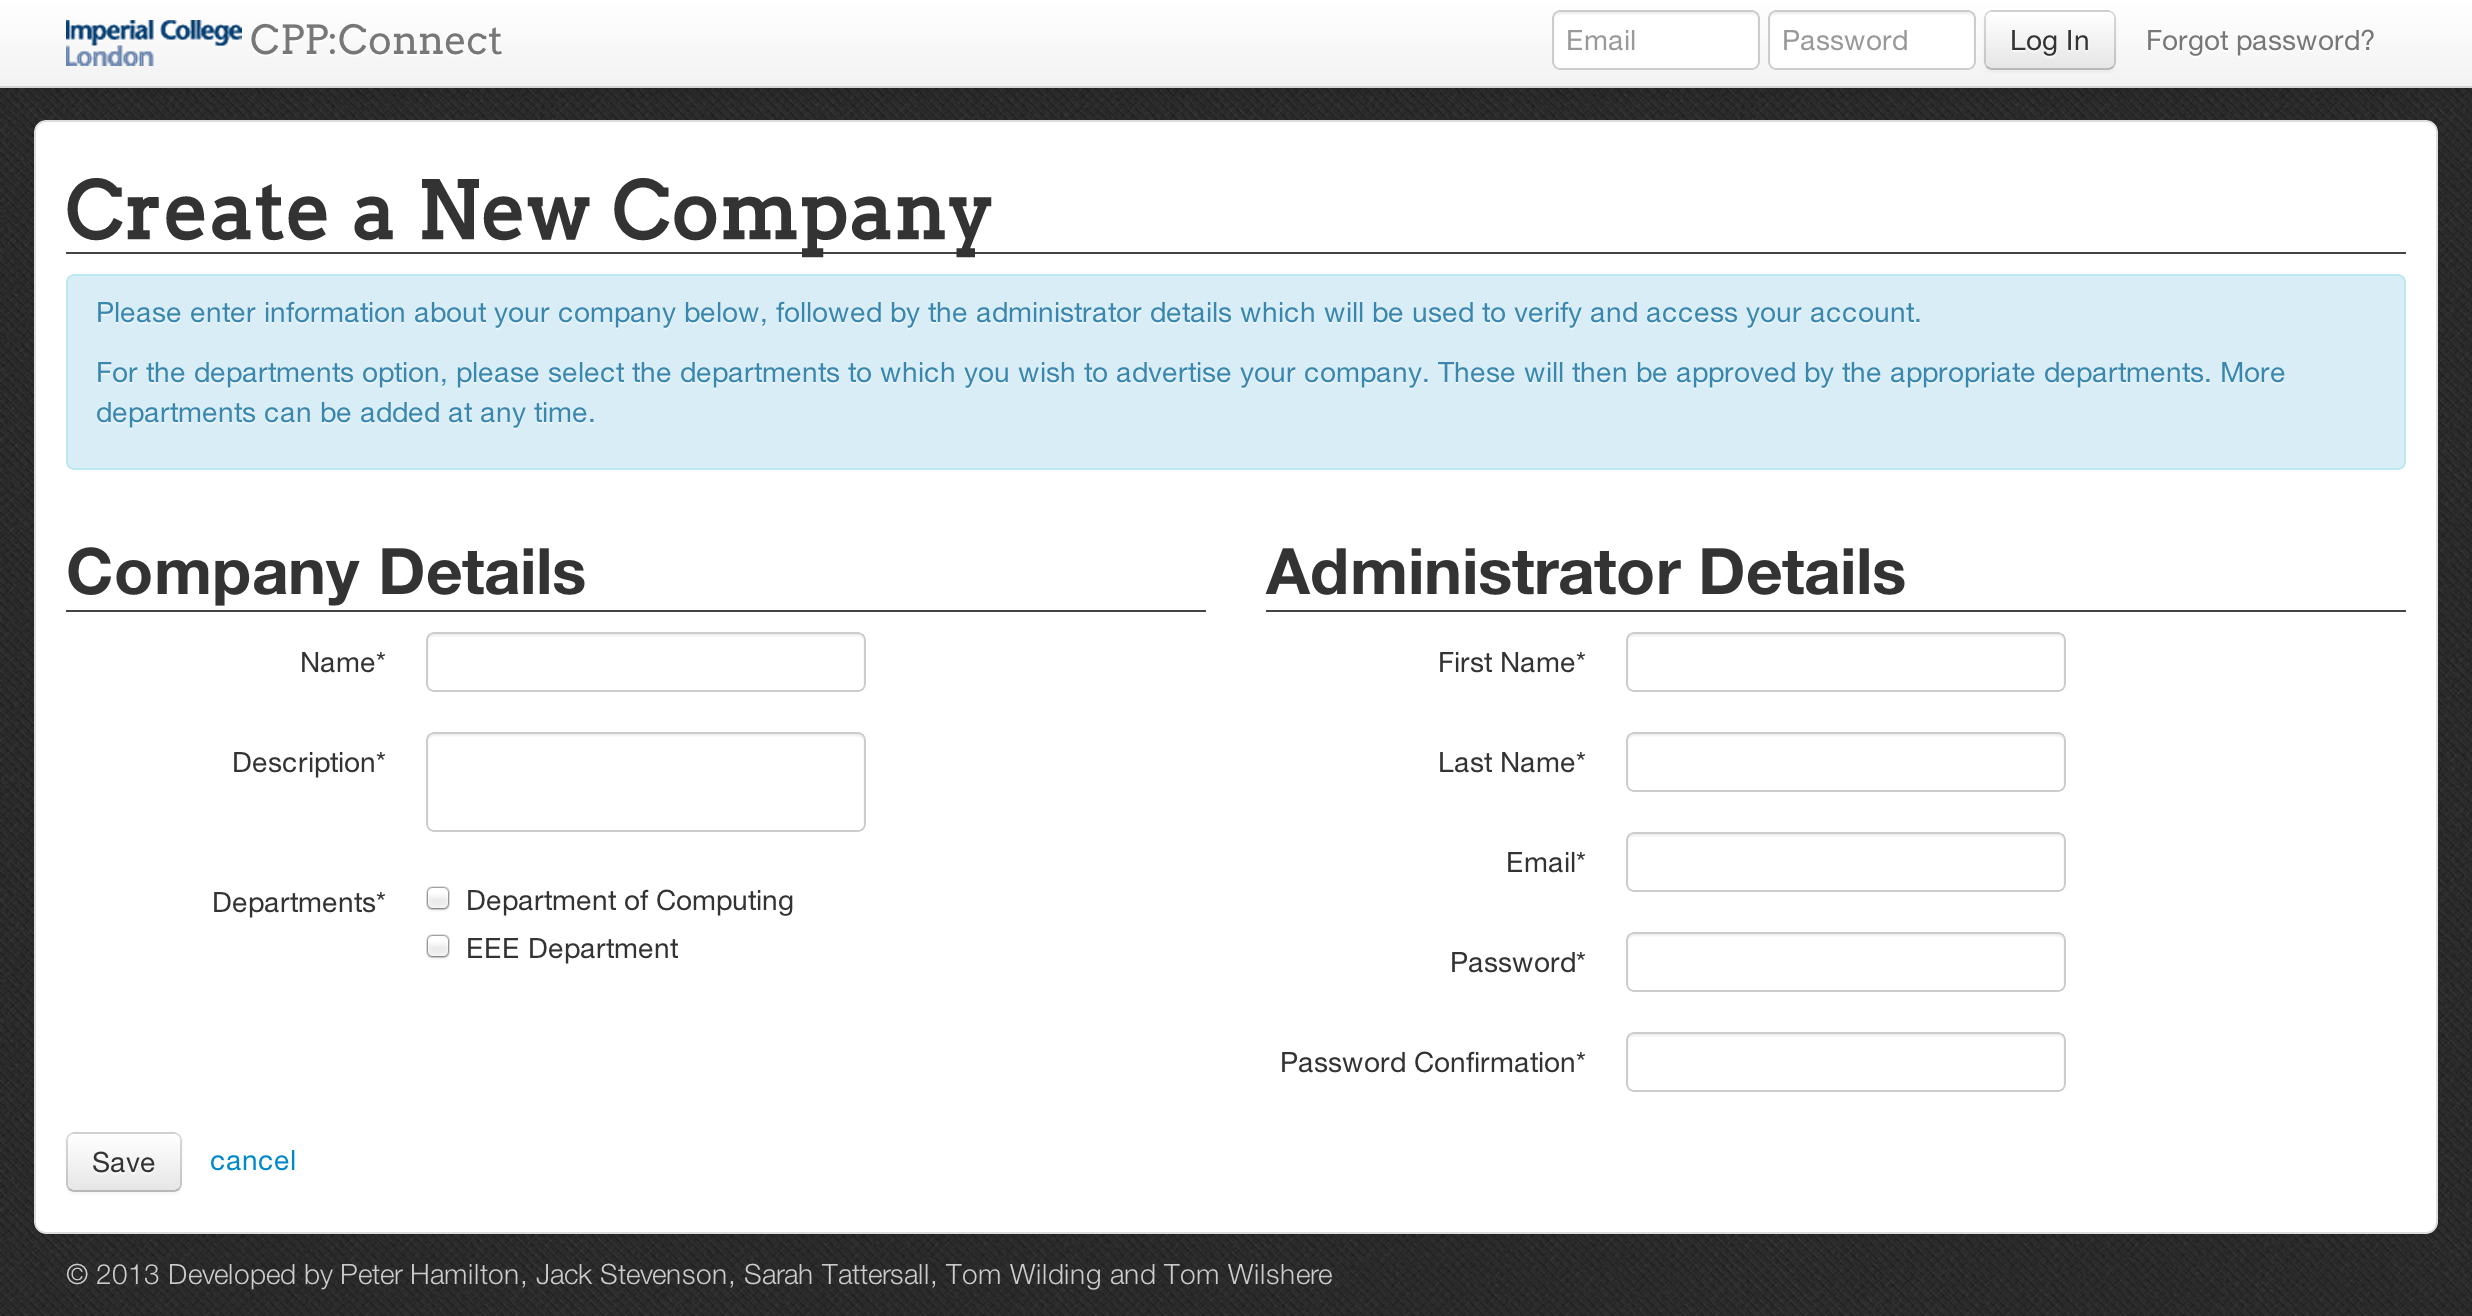 Imperial College
London
CPP:Connect
Email
Password
Log In
Forgot password?
Create a New Company
Please enter information about your company below, followed by the administrator details which will be used to verify and access your account.
For the departments option, please select the departments to which you wish to advertise your company. These will then be approved by the appropriate departments. More
departments can be added at any time.
Company Details
Name*
Description*
Departments*
Department of Computing
EEE Department
Administrator Details
First Name*
Last Name*
Email*
Password*
Password Confirmation*
Save
cancel
© 2013 Developed by Peter Hamilton, Jack Stevenson, Sarah Tattersall, Tom Wilding and Tom Wilshere